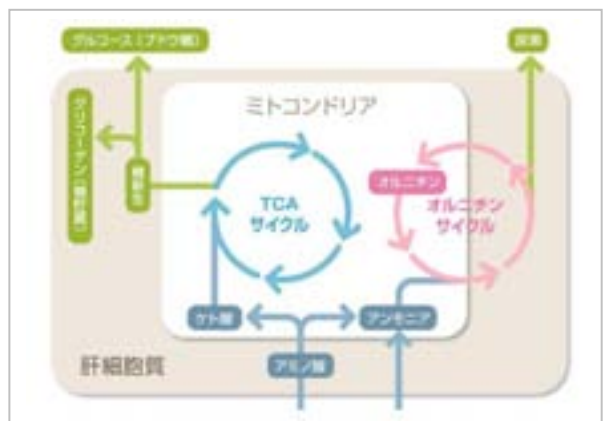 グルコース(ブドウ糖)
尿素
ミトコンドリア
グリコーゲン(糖貯蔵)
糖新生
オルニチン
TCA
サイクル
オルニチン
サイクル
ケト酸
アンモニア
アミノ酸
肝細胞質